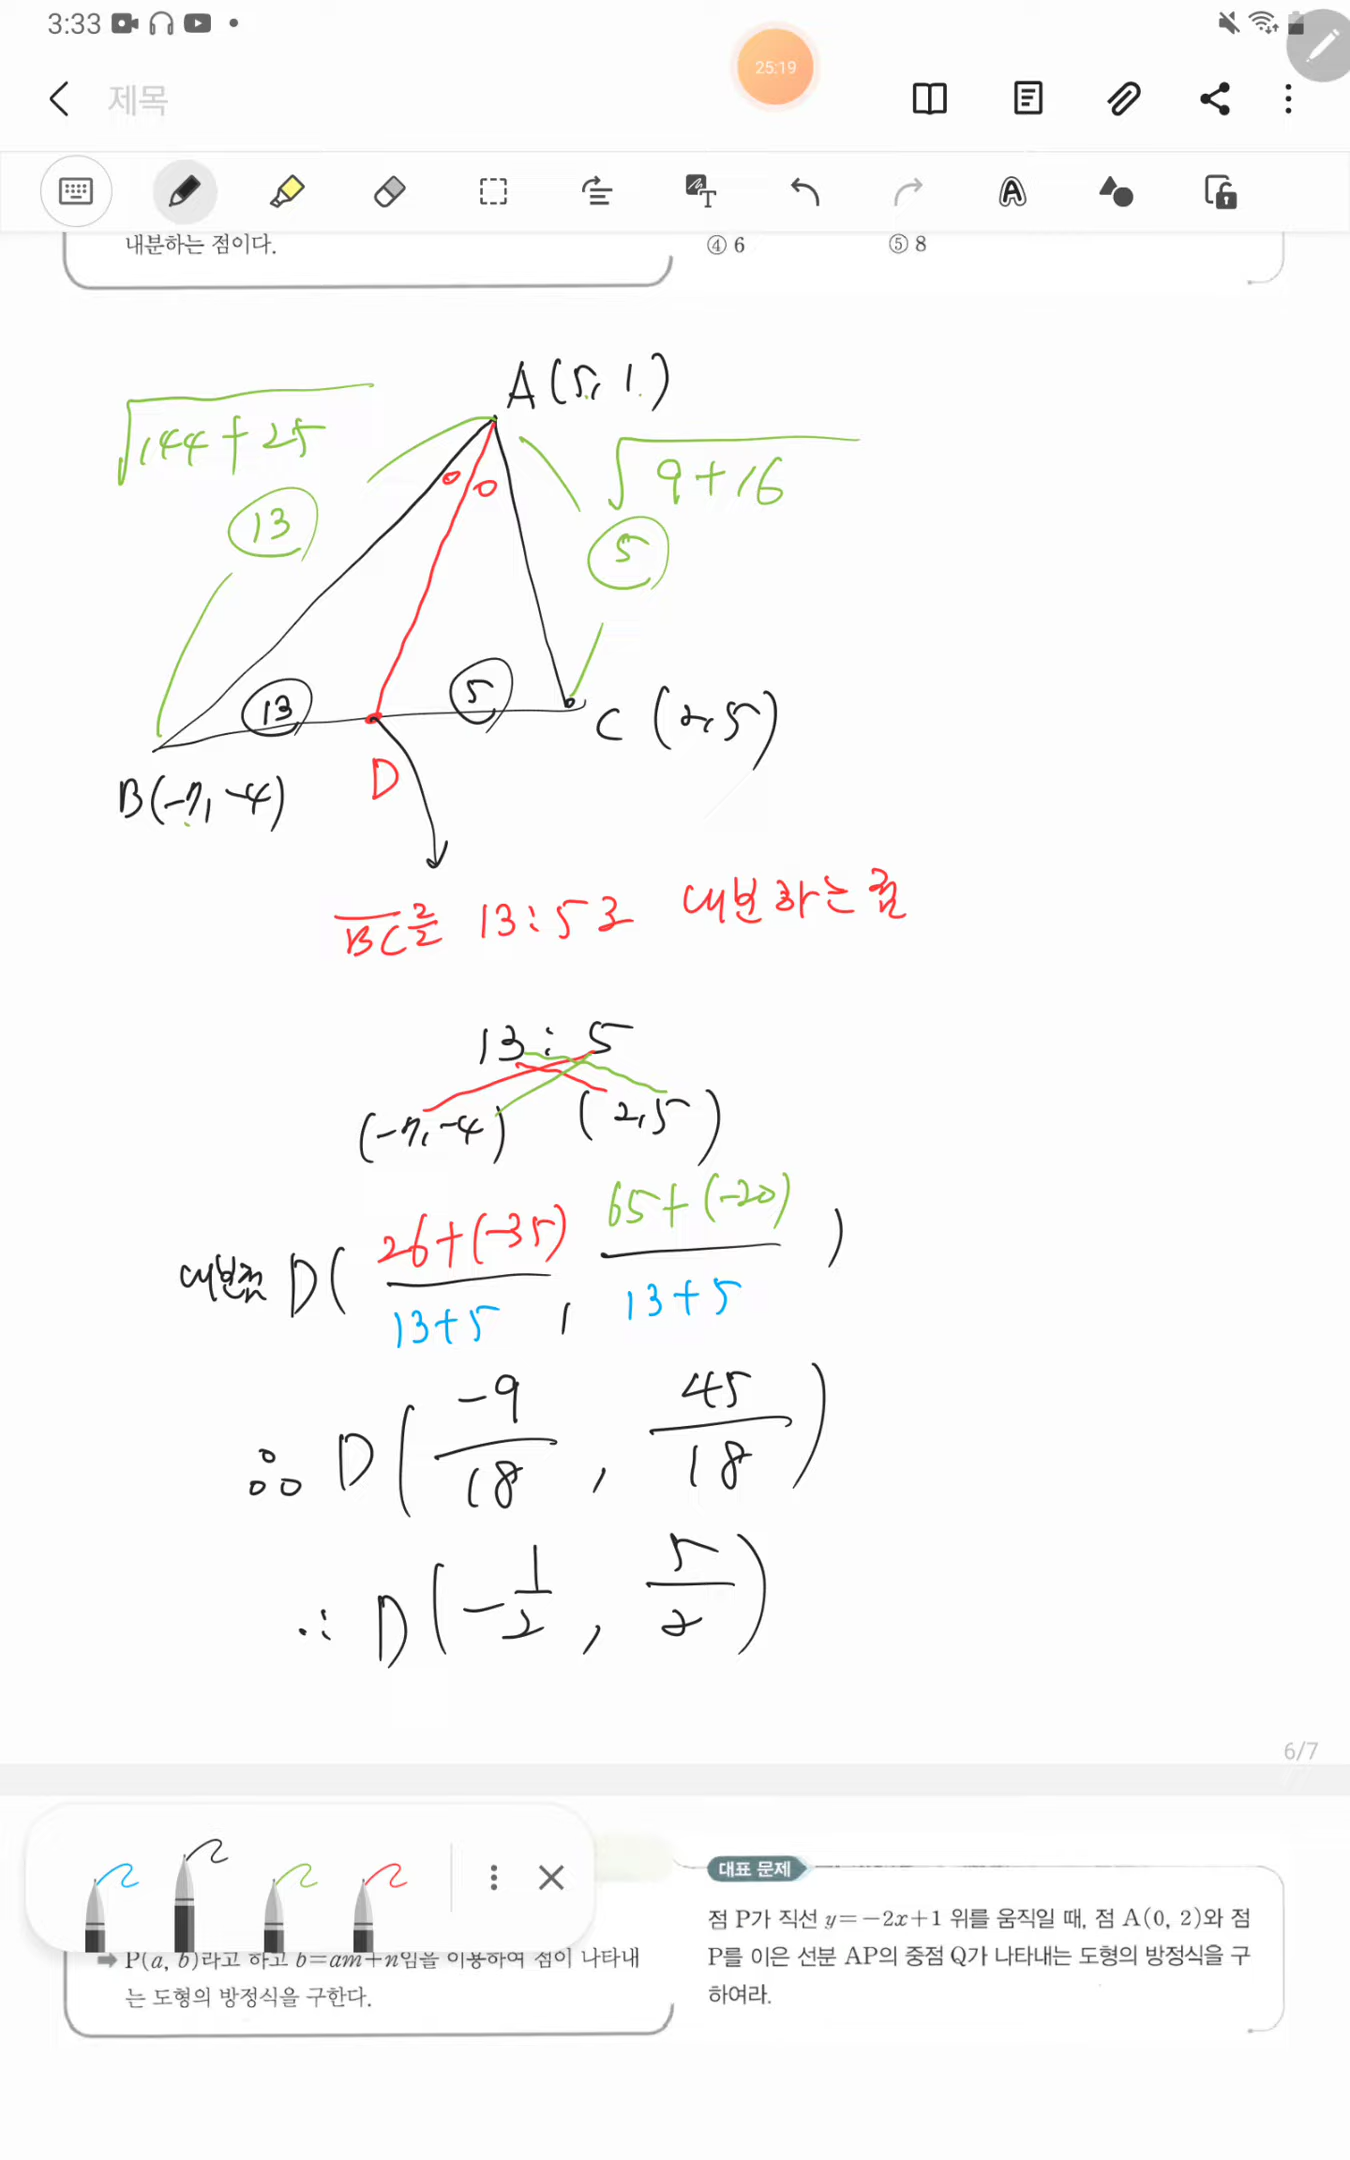 3:33
25:19
제목
내분하는 점이다.
④ 6
⑤ 8
A(5, 1)
√144+25
√9+16
13
5
13
5
C (2, 5)
B(-7, -4)
D
BC를 13:5로 내분하는 점
13 : 5
(-7, -4) (2, 5)
내분점 D( 26+(-35) / 13+5 , 65+(-20) / 13+5 )
∴ D( -9/18 , 45/18 )
∴ D( -1/2 , 5/2 )
6/7
➡ P(a, b)라고 하고 b=am+n임을 이용하여 점이 나타내
는 도형의 방정식을 구한다.
대표 문제
점 P가 직선 y=-2x+1 위를 움직일 때, 점 A(0, 2)와 점
P를 이은 선분 AP의 중점 Q가 나타내는 도형의 방정식을 구
하여라.